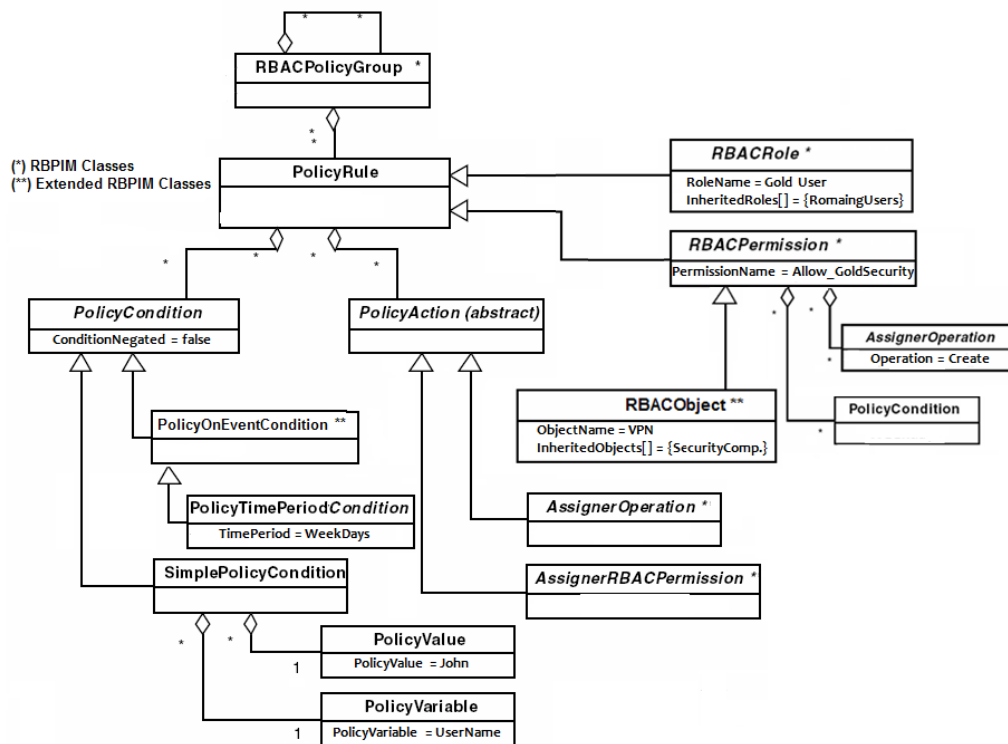 * *
RBACPolicyGroup *
*
*
(*) RBPIM Classes
(**) Extended RBPIM Classes
PolicyRule
RBACRole *
RoleName = Gold User
InheritedRoles[] = {RomaingUsers}
RBACPermission *
PermissionName = Allow_GoldSecurity
* * * *
PolicyCondition
ConditionNegated = false
PolicyAction (abstract)
* *
AssignerOperation
Operation = Create
*
RBACObject **
ObjectName = VPN
InheritedObjects[] = {SecurityComp.}
PolicyCondition
*
PolicyOnEventCondition **
PolicyTimePeriodCondition
TimePeriod = WeekDays
AssignerOperation *
SimplePolicyCondition
AssignerRBACPermission *
* *
PolicyValue
PolicyValue = John
1
PolicyVariable
PolicyVariable = UserName
1